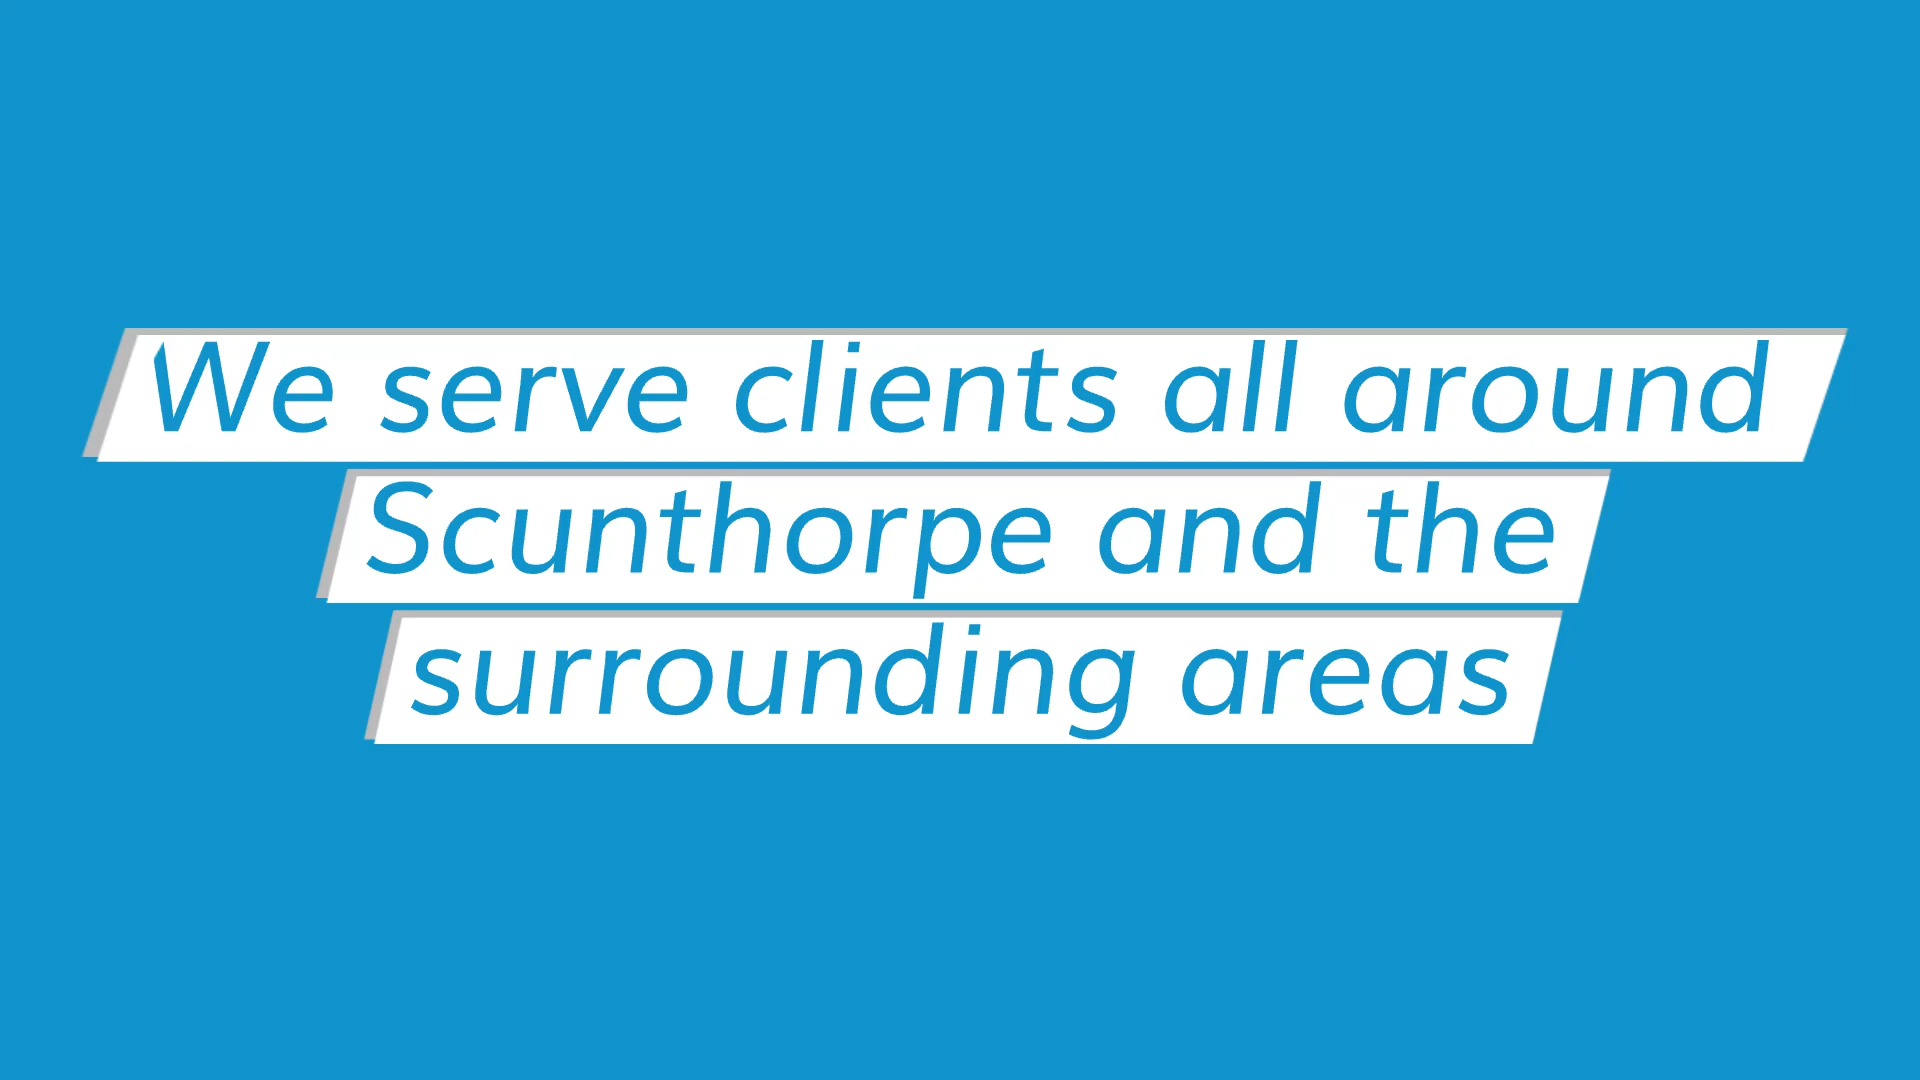 We serve clients all around
Scunthorpe and the
surrounding areas